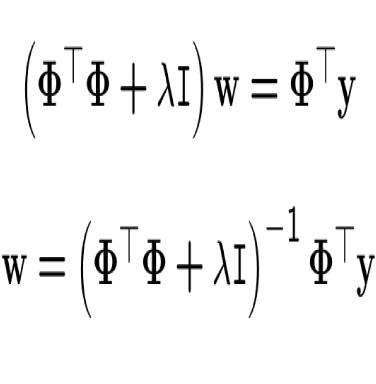 (Φ^⊤Φ + λI) w = Φ^⊤y
w = (Φ^⊤Φ + λI)^{-1} Φ^⊤y